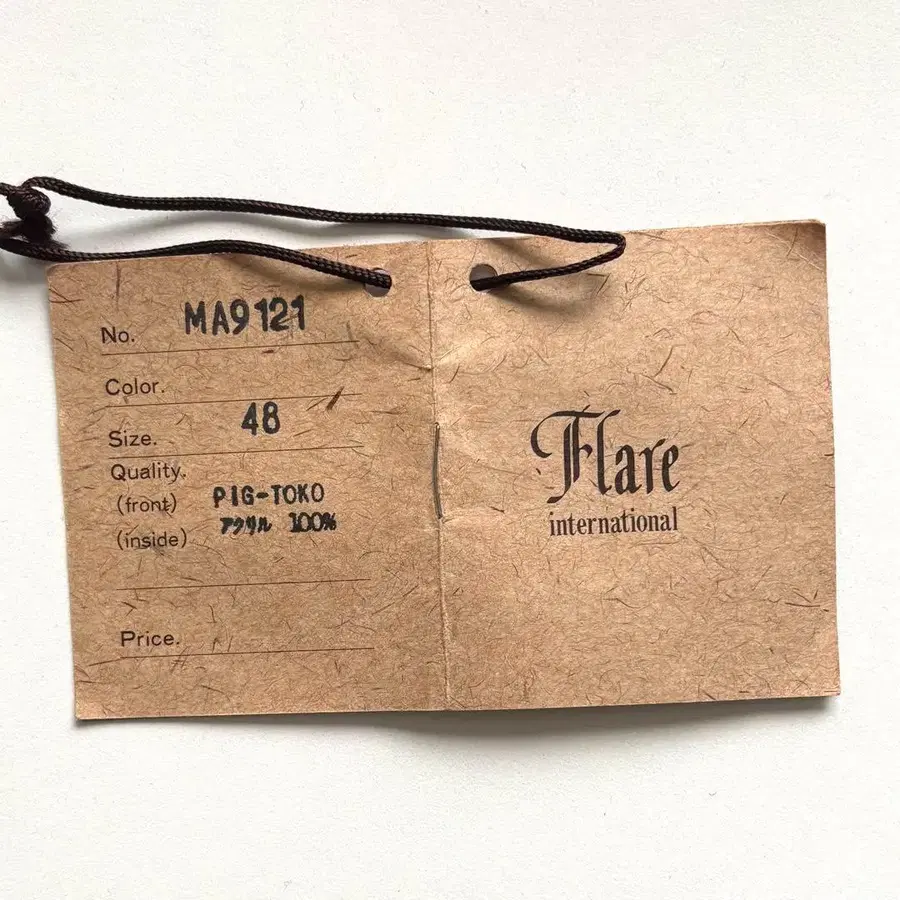 No. MA9121
Color.
Size. 48
Quality.
(front) PIG-TOKO
アクリル 100%
(inside)
Price.
Flare
international